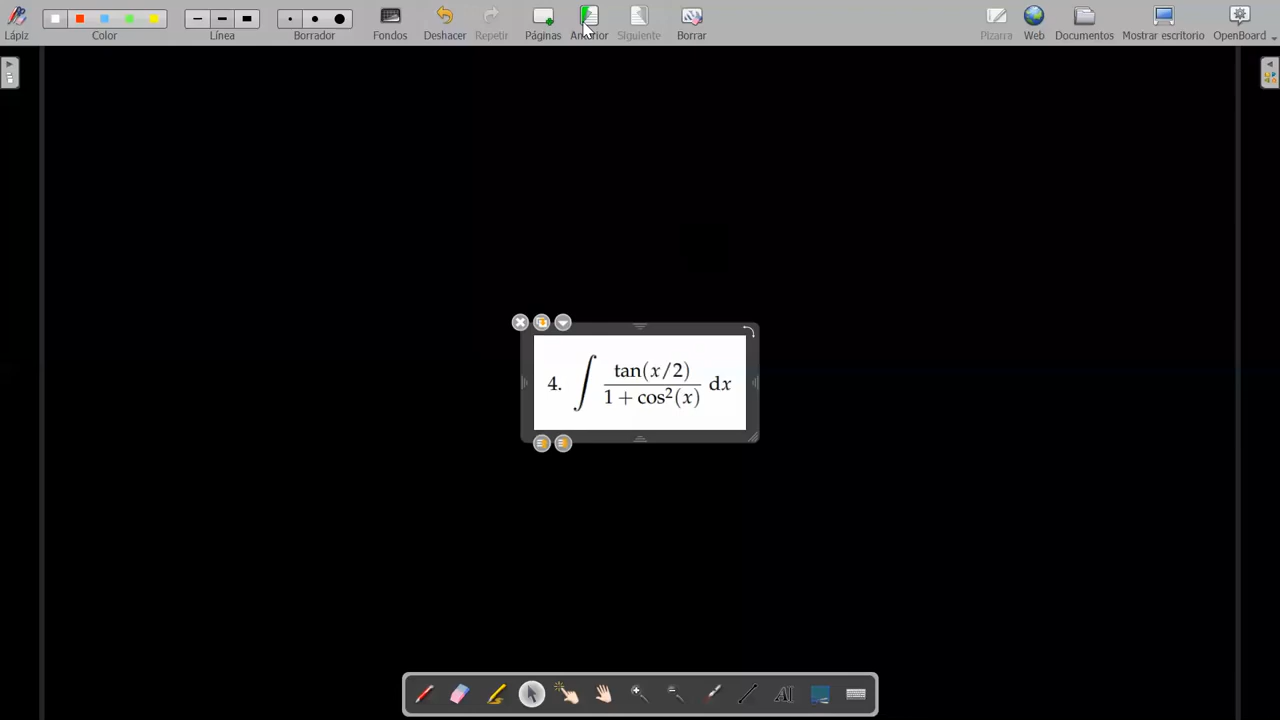 Lápiz Color Línea Borrador Fondos Deshacer Repetir Páginas Anterior Siguiente Borrar Pizarra Web Documentos Mostrar escritorio OpenBoard
4. ∫ tan(x/2) / 1 + cos²(x) dx
AI